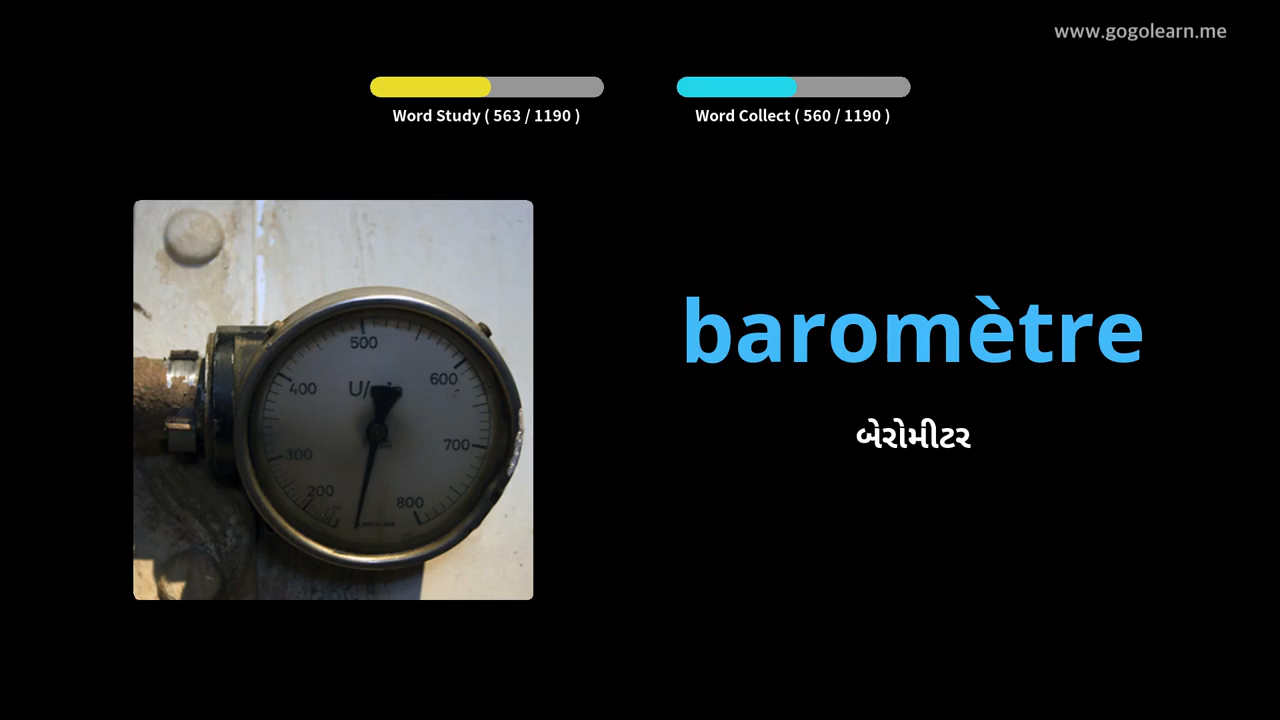 www.gogolearn.me
Word Study ( 563 / 1190 )
Word Collect ( 560 / 1190 )
baromètre
બેરોમીટર
500
400
600
U/
300
700
200
800